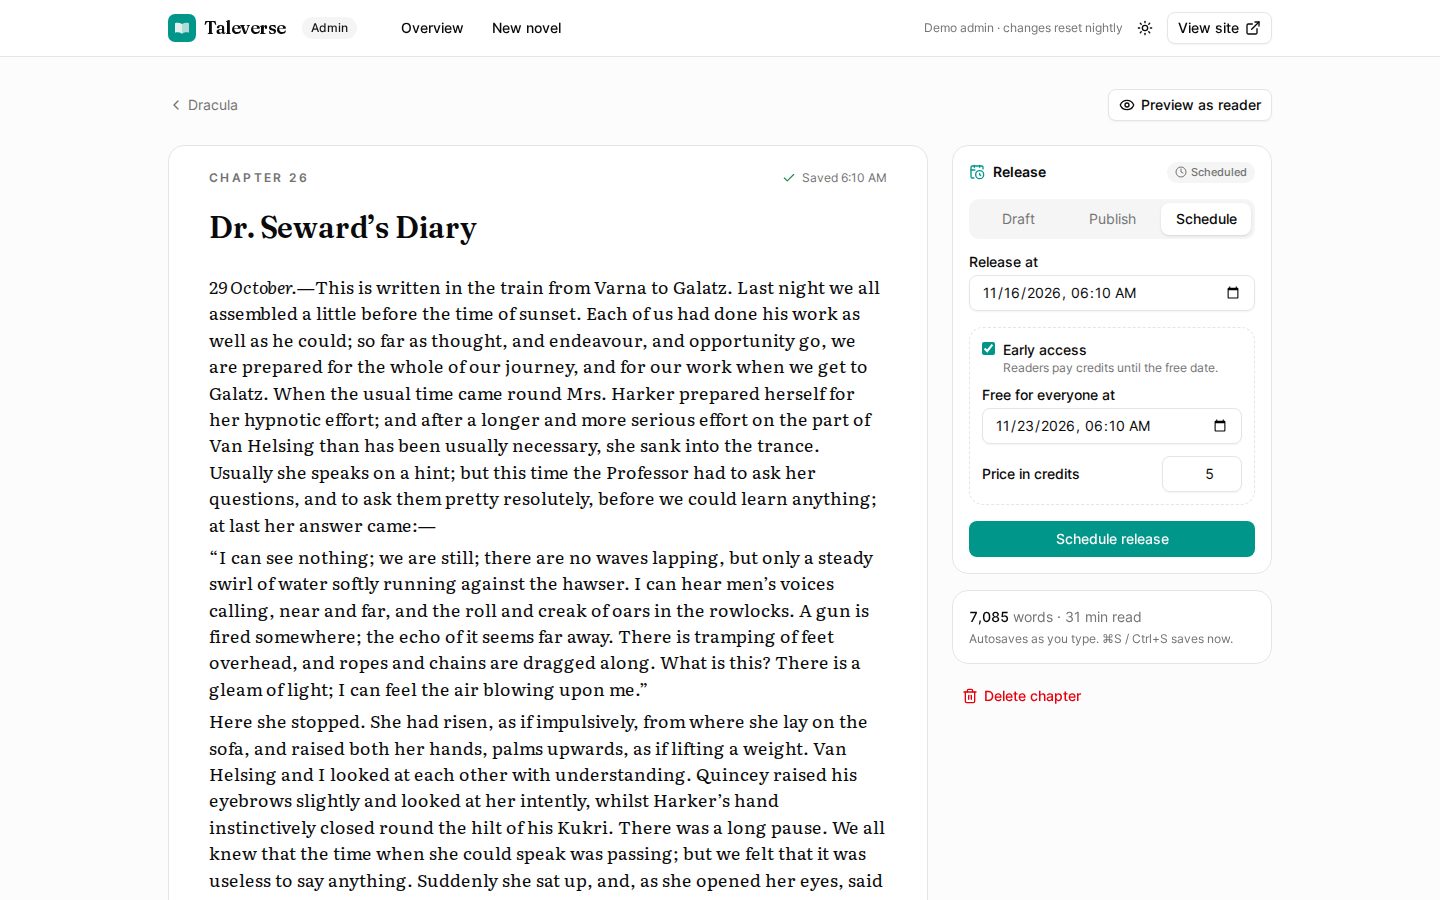 Taleverse
Admin
Overview
New novel
Demo admin · changes reset nightly
View site
Dracula
Preview as reader
CHAPTER 26
Saved 6:10 AM
Dr. Seward’s Diary
29 October.—This is written in the train from Varna to Galatz. Last night we all
assembled a little before the time of sunset. Each of us had done his work as
well as he could; so far as thought, and endeavour, and opportunity go, we
are prepared for the whole of our journey, and for our work when we get to
Galatz. When the usual time came round Mrs. Harker prepared herself for
her hypnotic effort; and after a longer and more serious effort on the part of
Van Helsing than has been usually necessary, she sank into the trance.
Usually she speaks on a hint; but this time the Professor had to ask her
questions, and to ask them pretty resolutely, before we could learn anything;
at last her answer came:—
“I can see nothing; we are still; there are no waves lapping, but only a steady
swirl of water softly running against the hawser. I can hear men’s voices
calling, near and far, and the roll and creak of oars in the rowlocks. A gun is
fired somewhere; the echo of it seems far away. There is tramping of feet
overhead, and ropes and chains are dragged along. What is this? There is a
gleam of light; I can feel the air blowing upon me.”
Here she stopped. She had risen, as if impulsively, from where she lay on the
sofa, and raised both her hands, palms upwards, as if lifting a weight. Van
Helsing and I looked at each other with understanding. Quincey raised his
eyebrows slightly and looked at her intently, whilst Harker’s hand
instinctively closed round the hilt of his Kukri. There was a long pause. We all
knew that the time when she could speak was passing; but we felt that it was
useless to say anything. Suddenly she sat up, and, as she opened her eyes, said
Release
Scheduled
Draft
Publish
Schedule
Release at
11/16/2026, 06:10 AM
Early access
Readers pay credits until the free date.
Free for everyone at
11/23/2026, 06:10 AM
Price in credits
5
Schedule release
7,085 words · 31 min read
Autosaves as you type. ⌘S / Ctrl+S saves now.
Delete chapter